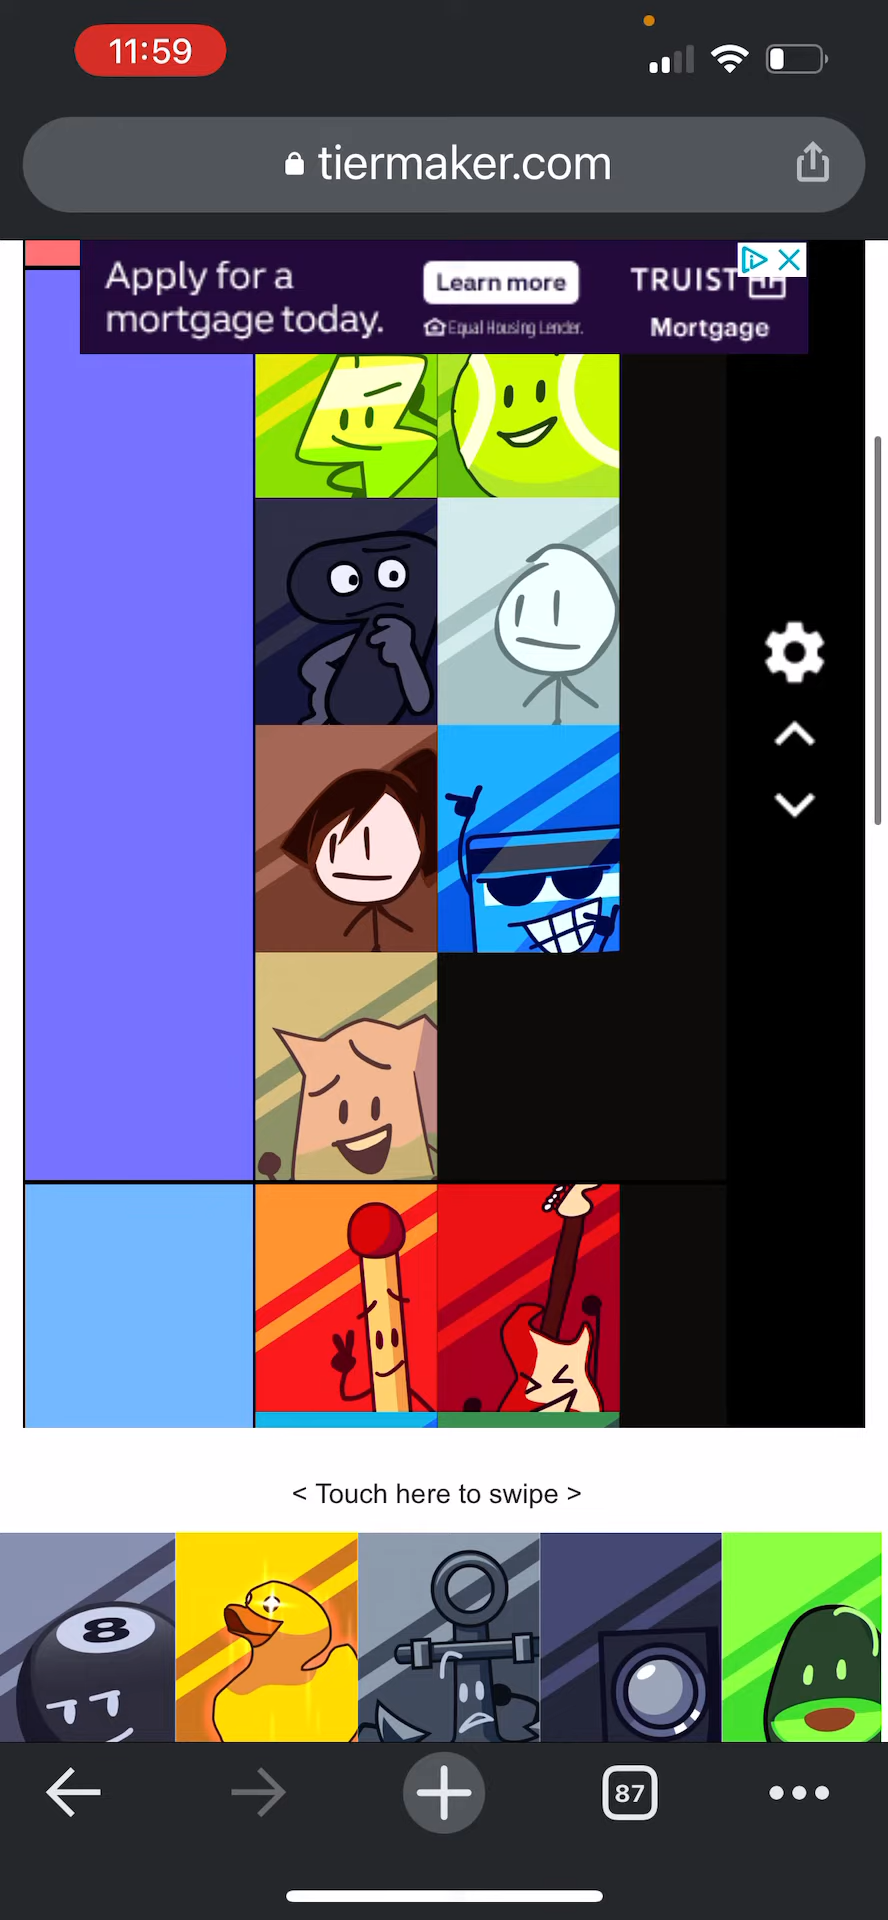 11:59
tiermaker.com
Apply for a
mortgage today.
Learn more
Equal Housing Lender.
TRUIST
Mortgage
< Touch here to swipe >
8
87